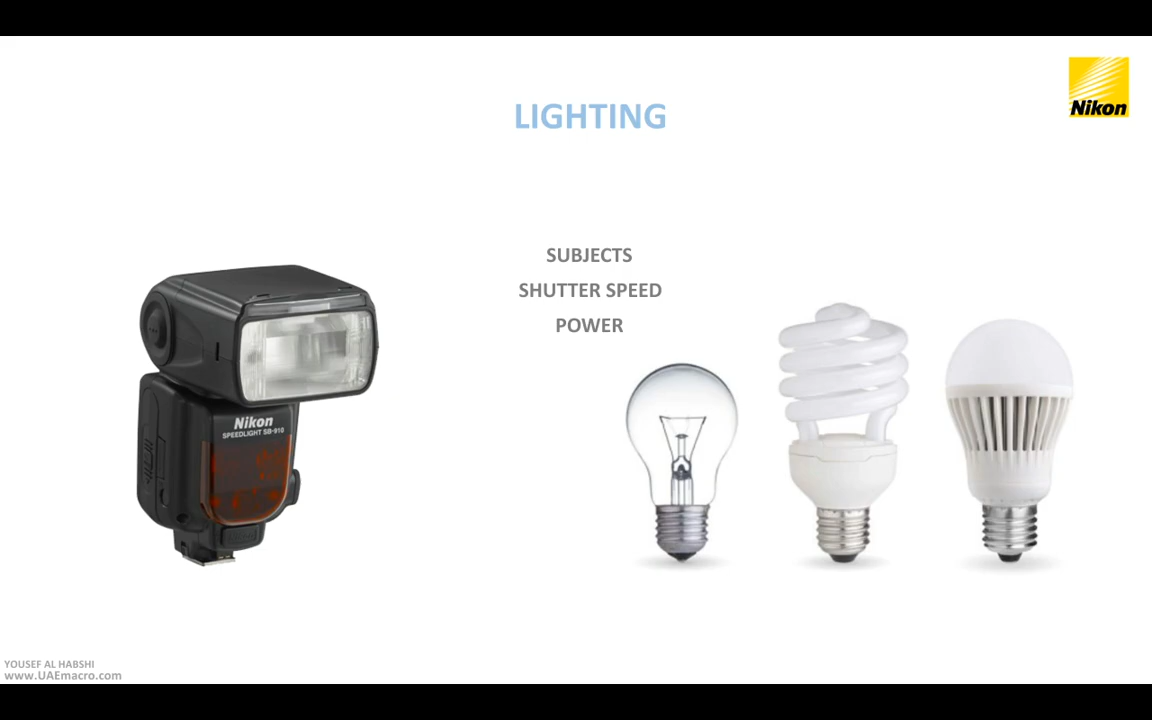 LIGHTING
Nikon
SUBJECTS
SHUTTER SPEED
POWER
Nikon
SPEEDLIGHT SB-910
YOUSEF AL HABSHI
www.UAEmacro.com